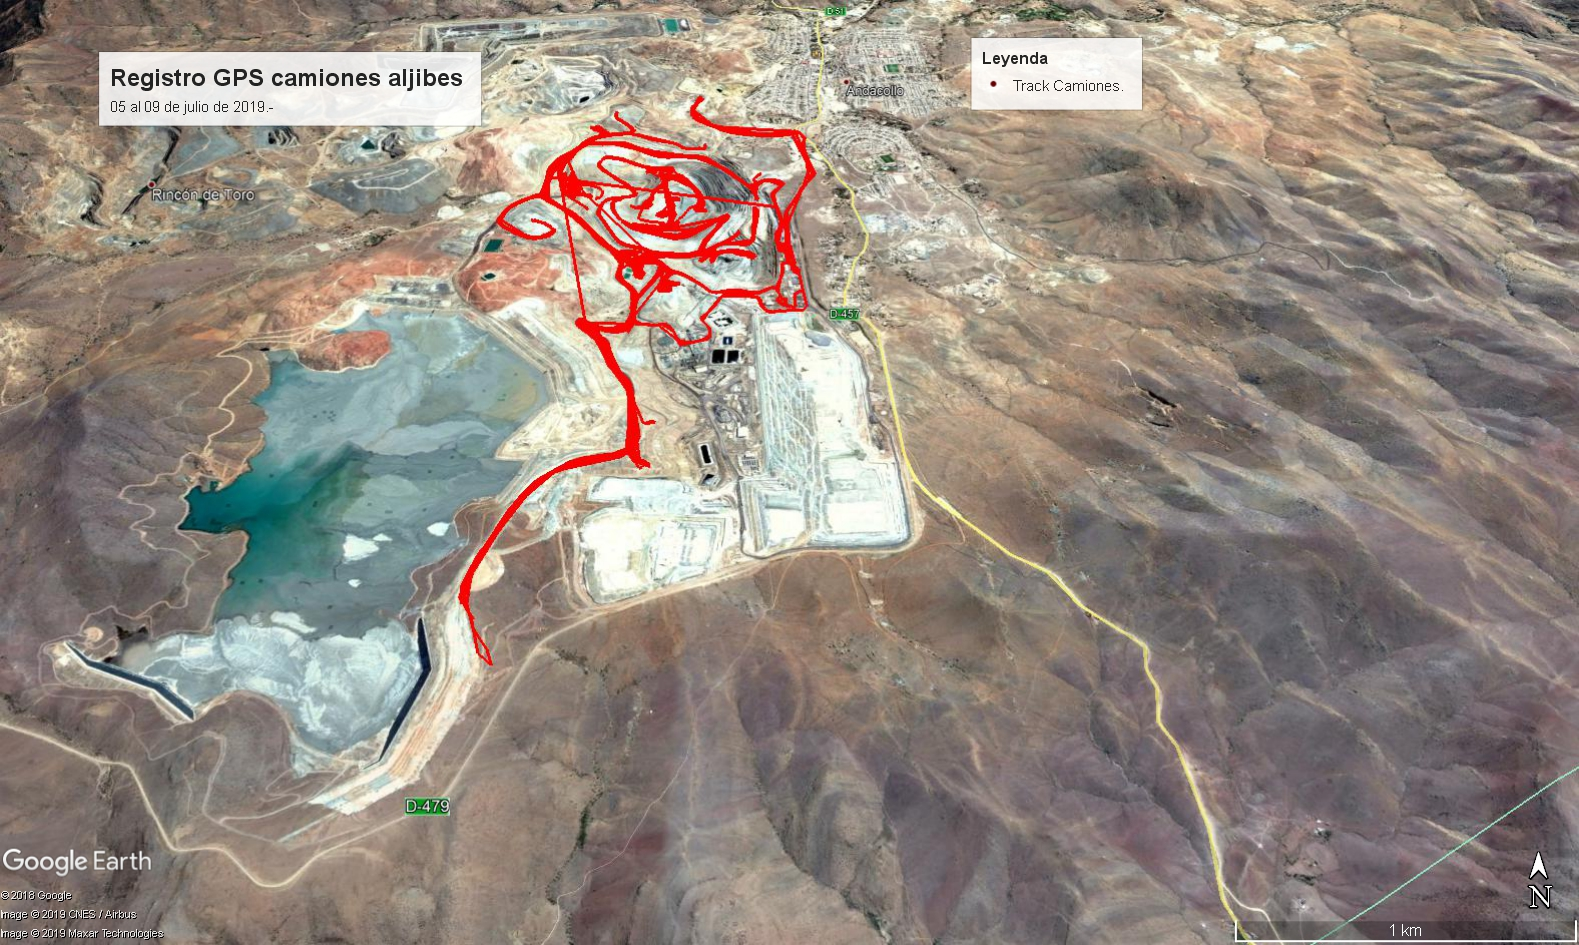 D-51
Registro GPS camiones aljibes
05 al 09 de julio de 2019.-
Leyenda
Track Camiones.
Andacollo
Rincón de Toro
D-457
D-479
Google Earth
©2018 Google
Image © 2019 CNES / Airbus
Image © 2019 Maxar Technologies
N
1 km